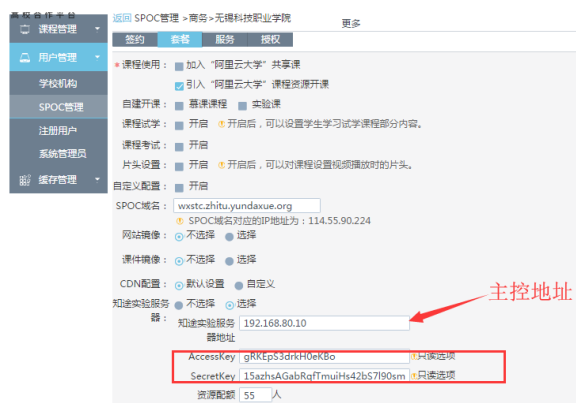 高校合作平台
返回 SPOC管理 >商务>无锡科技职业学院
更多
课程管理
签约 套餐 服务 授权
用户管理
学校机构
SPOC管理
注册用户
系统管理员
缓存管理
* 课程使用： 加入 “阿里云大学” 共享课
引入 “阿里云大学” 课程资源开课
自建开课： 慕课课程 实验课
课程试学： 开启 开启后，可以设置学生学习试学课程部分内容。
课程考试： 开启
片头设置： 开启 开启后，可以对课程设置视频播放时的片头。
自定义配置： 开启
SPOC域名： wxstc.zhitu.yundaxue.org
SPOC域名对应的IP地址为：114.55.90.224
网站镜像： 不选择 选择
课件镜像： 不选择 选择
CDN配置： 默认设置 自定义
知途实验服务器： 不选择 选择
主控地址
知途实验服务器地址 192.168.80.10
AccessKey gRKEpS3drkH0eKBo 只读选项
SecretKey 15azhsAGabRqfTmuiHs42bS7l90sm 只读选项
资源配额 55 人